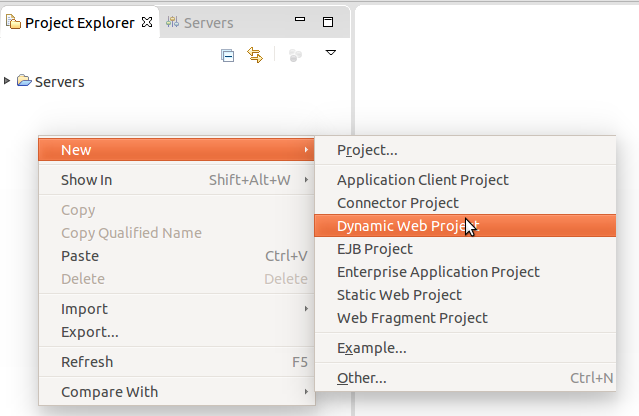 Project Explorer Servers
Servers
New
Show In Shift+Alt+W
Copy
Copy Qualified Name
Paste Ctrl+V
Delete Delete
Import
Export...
Refresh F5
Compare With
Project...
Application Client Project
Connector Project
Dynamic Web Project
EJB Project
Enterprise Application Project
Static Web Project
Web Fragment Project
Example...
Other... Ctrl+N